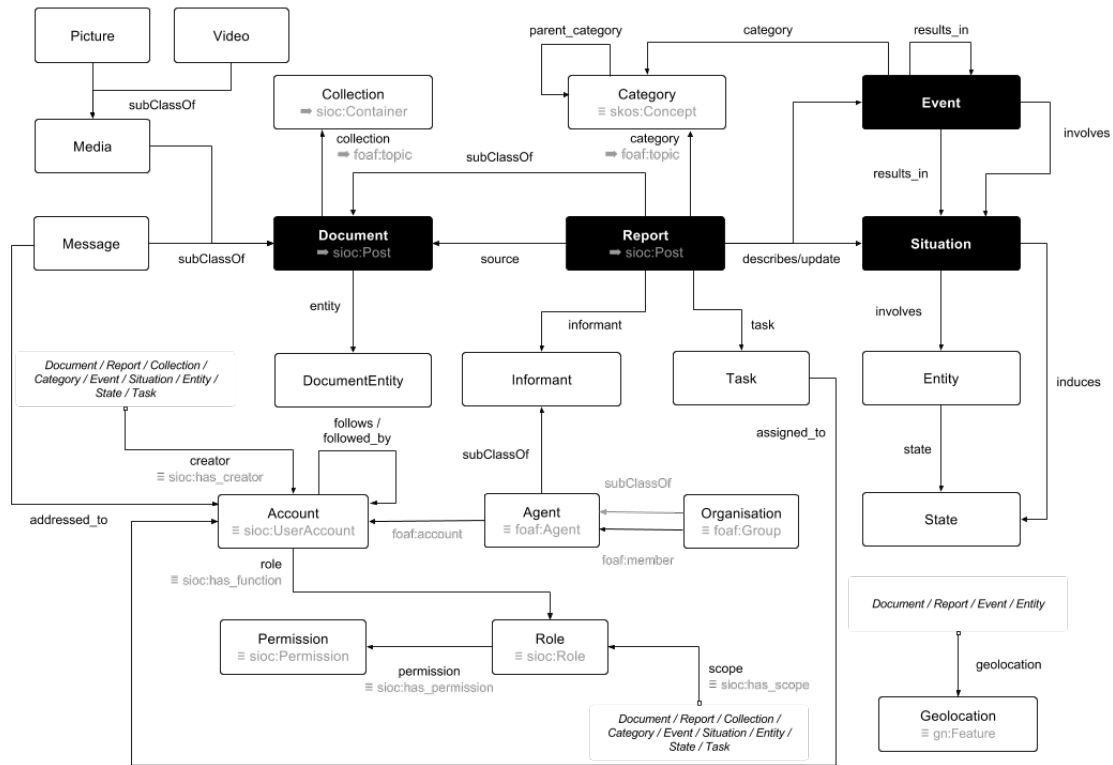 Picture
Video
subClassOf
Media
Message
subClassOf
Collection
➡ sioc:Container
collection
➡ foaf:topic
parent_category
Category
≡ skos:Concept
category
➡ foaf:topic
category
results_in
Event
involves
results_in
subClassOf
Document
➡ sioc:Post
source
Report
➡ sioc:Post
describes/update
Situation
entity
informant
task
involves
induces
Document / Report / Collection /
Category / Event / Situation / Entity /
State / Task
DocumentEntity
Informant
Task
Entity
follows /
followed_by
assigned_to
subClassOf
state
creator
≡ sioc:has_creator
addressed_to
Account
≡ sioc:UserAccount
foaf:account
Agent
≡ foaf:Agent
subClassOf
foaf:member
Organisation
≡ foaf:Group
State
role
≡ sioc:has_function
Permission
≡ sioc:Permission
permission
≡ sioc:has_permission
Role
≡ sioc:Role
scope
≡ sioc:has_scope
Document / Report / Collection /
Category / Event / Situation / Entity /
State / Task
Document / Report / Event / Entity
geolocation
Geolocation
≡ gn:Feature